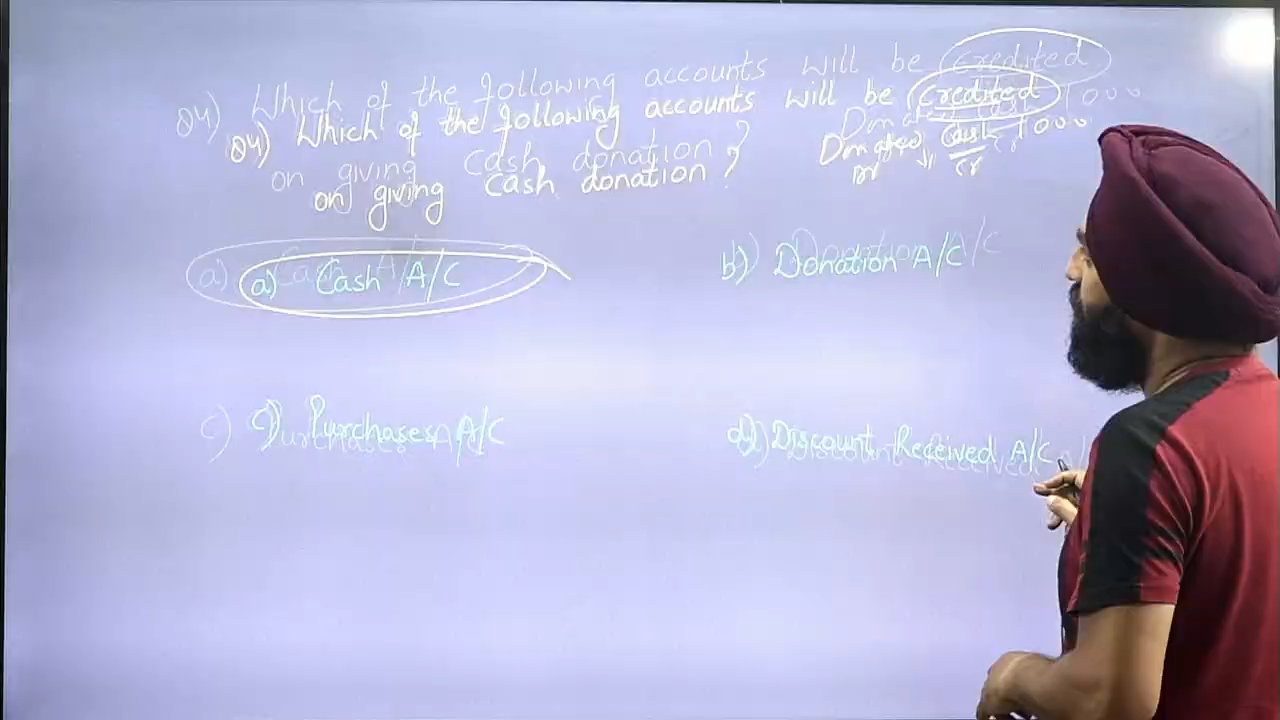 Q4) Which of the following accounts will be credited
on giving Cash donation ?
Donated Cash 1000
Dr Cr
a) Cash A/C
b) Donation A/C
c) Purchases A/C
d) Discount Received A/C